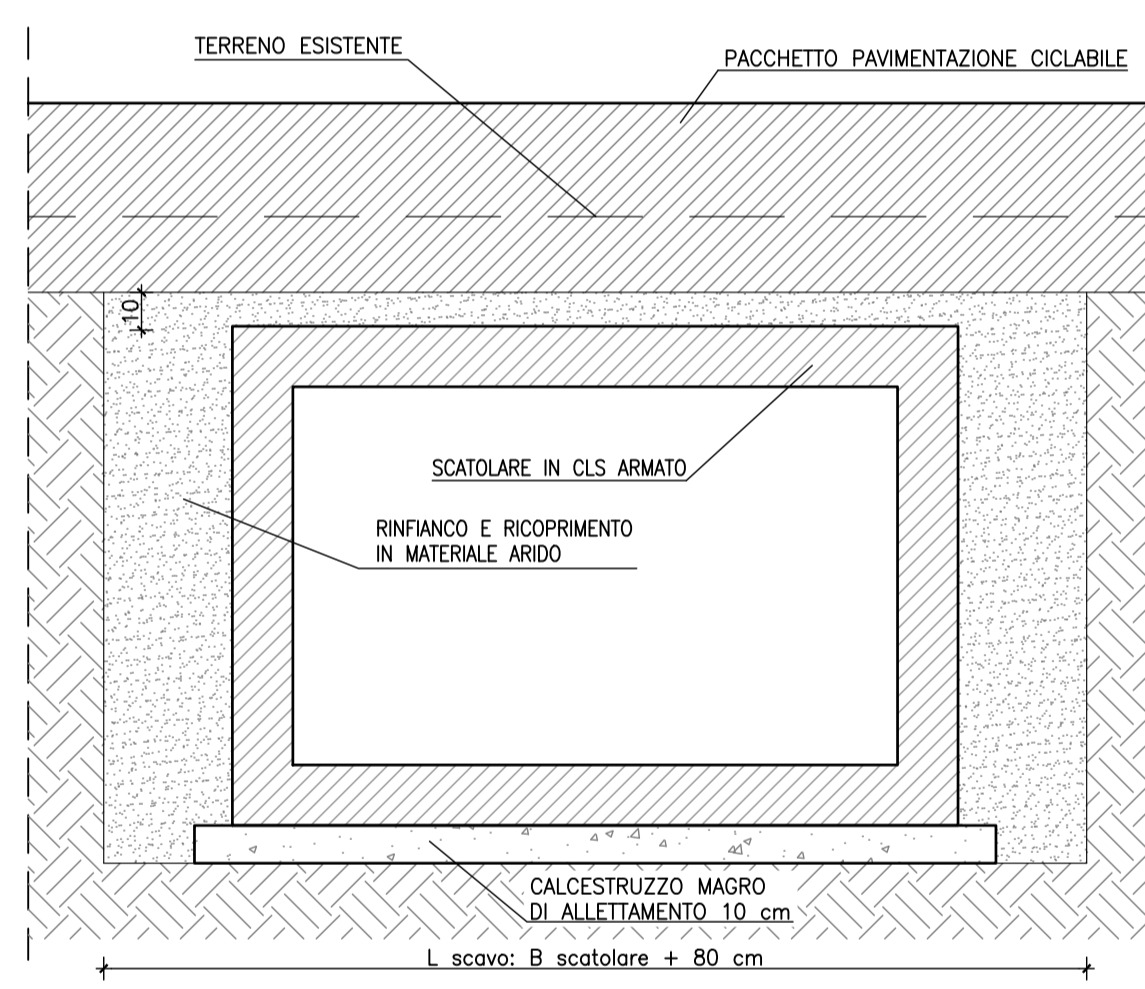 TERRENO ESISTENTE
PACCHETTO PAVIMENTAZIONE CICLABILE
10
SCATOLARE IN CLS ARMATO
RINFIANCO E RICOPRIMENTO
IN MATERIALE ARIDO
CALCESTRUZZO MAGRO
DI ALLETTAMENTO 10 cm
L scavo: B scatolare + 80 cm